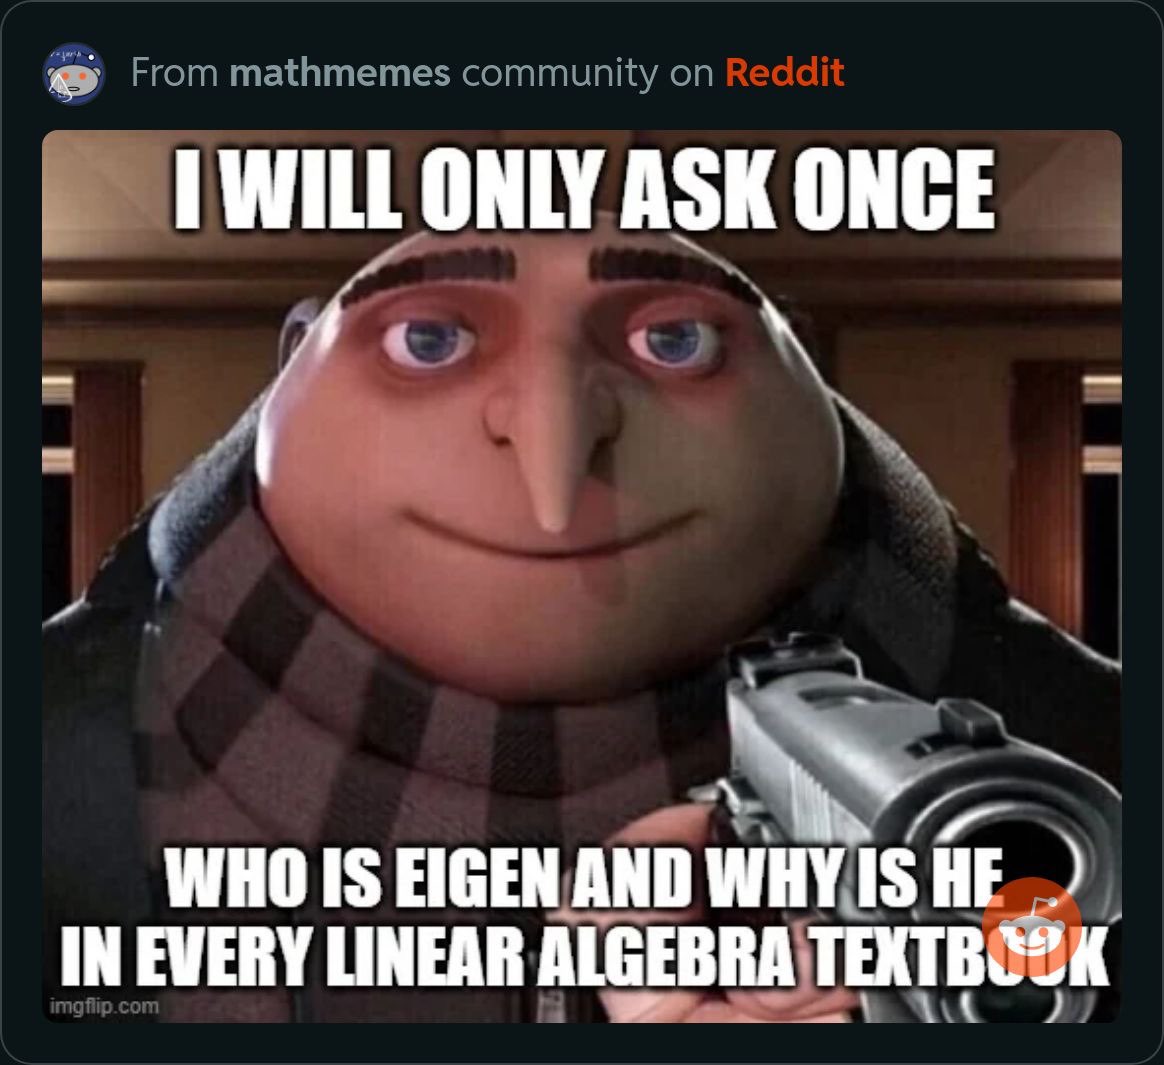 From mathmemes community on Reddit
I WILL ONLY ASK ONCE
WHO IS EIGEN AND WHY IS HE
IN EVERY LINEAR ALGEBRA TEXTBOOK
imgflip.com